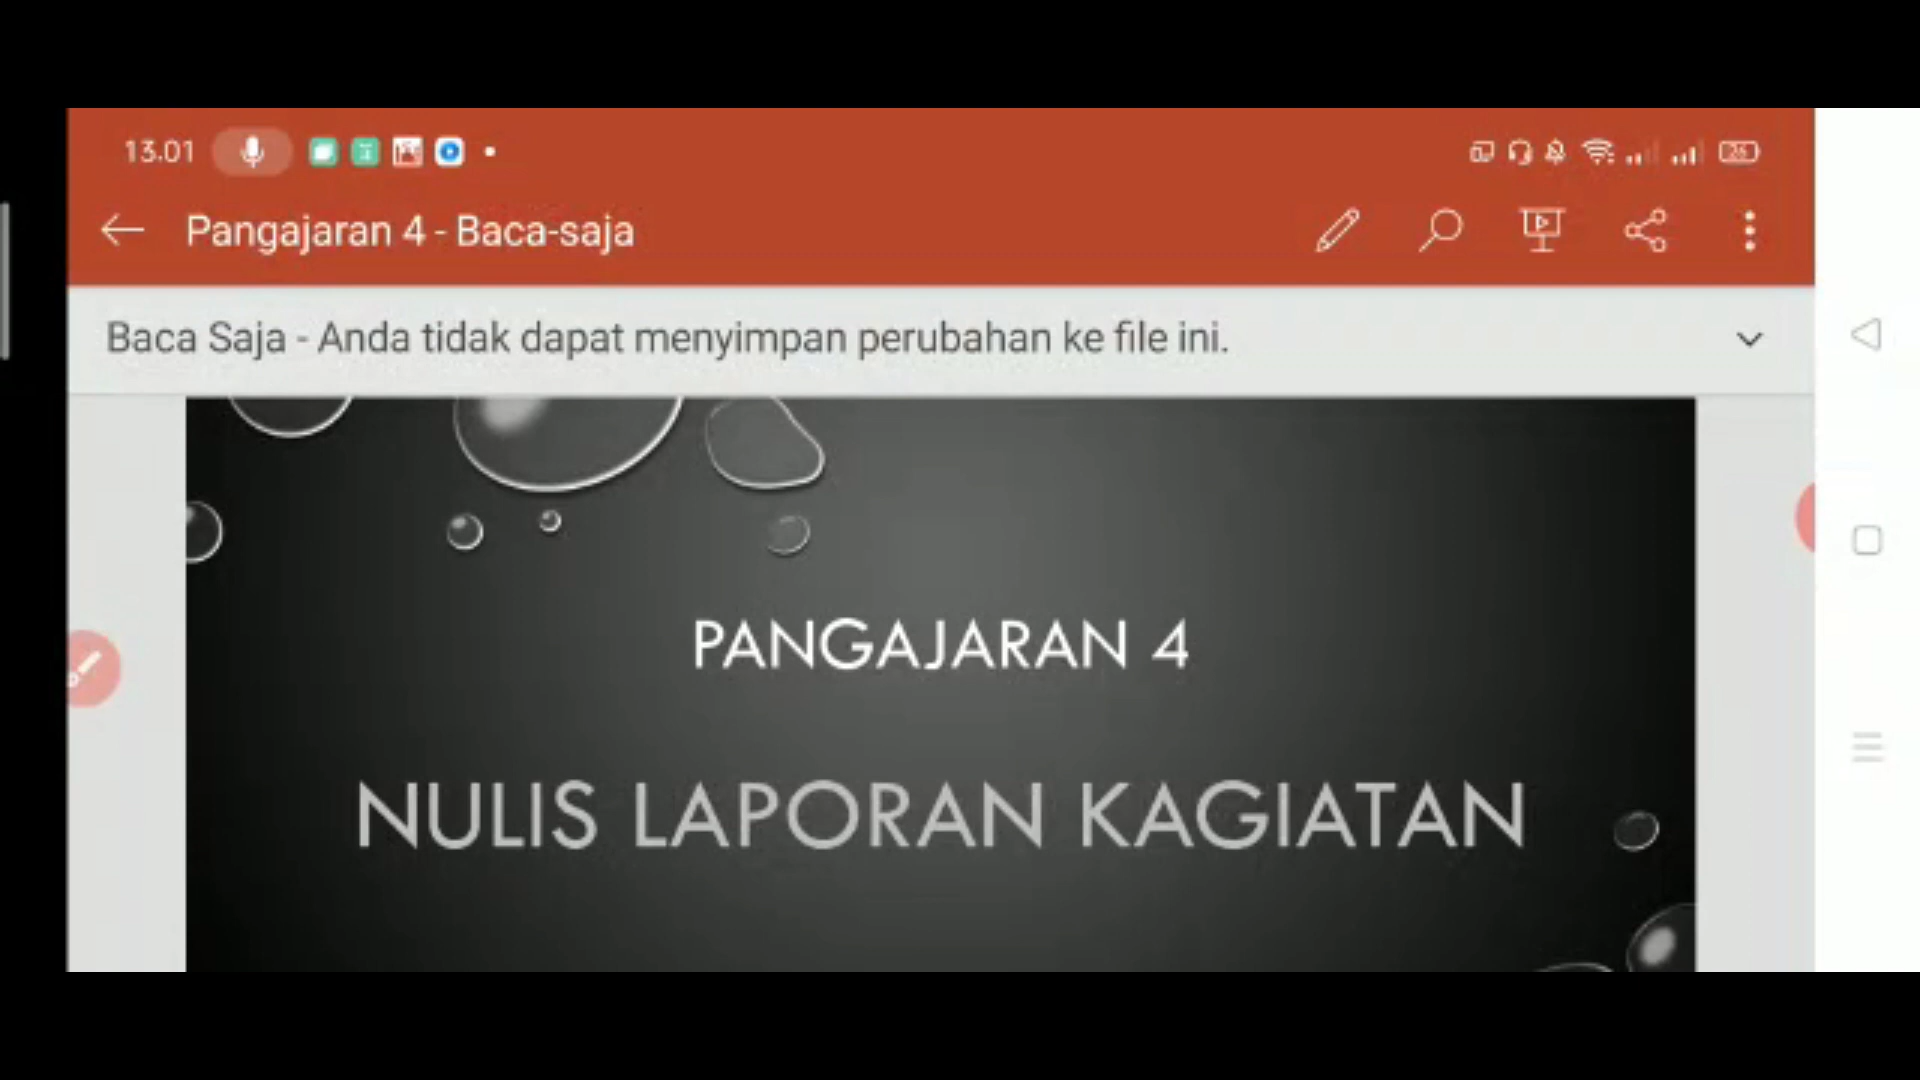 13.01
26
Pangajaran 4 - Baca-saja
Baca Saja - Anda tidak dapat menyimpan perubahan ke file ini.
PANGAJARAN 4
NULIS LAPORAN KAGIATAN